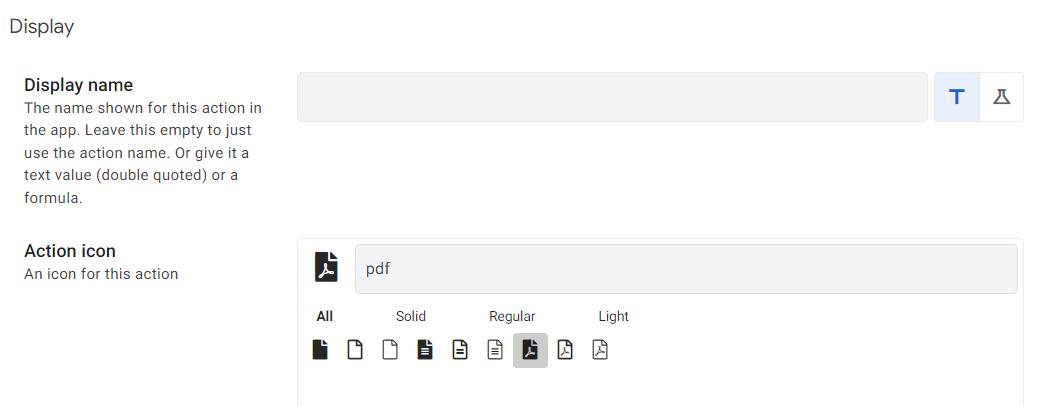 Display
Display name
The name shown for this action in
the app. Leave this empty to just
use the action name. Or give it a
text value (double quoted) or a
formula.
T
Action icon
An icon for this action
pdf
All Solid Regular Light